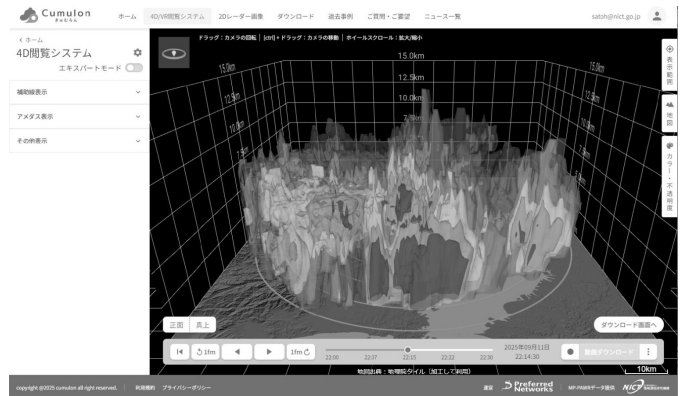 Cumulon
きゅむろん
ホーム
4D/VR閲覧システム
2Dレーダー画像
ダウンロード
過去事例
ご質問・ご要望
ニュース一覧
satoh@nict.go.jp
< ホーム
4D閲覧システム
エキスパートモード
補助線表示
アメダス表示
その他表示
ドラッグ：カメラの回転 | [ctrl]+ドラッグ：カメラの移動 | ホイールスクロール：拡大/縮小
15.0km
12.5km
10.0km
7.5km
15.0km
12.5km
10.0km
15.0km
12.5km
10.0km
表示範囲
地図
カラー・不透明度
正面
真上
ダウンロード画面へ
1fm
1fm
22:00
22:07
22:15
22:22
22:30
2025年09月11日
22:14:30
動画ダウンロード
地図出典：地理院タイル（加工して利用）
10km
copyight @2025 cumulon all right reserved.
利用規約
プライバシーポリシー
運営
Preferred
Networks
MP-PAWRデータ提供
NICT